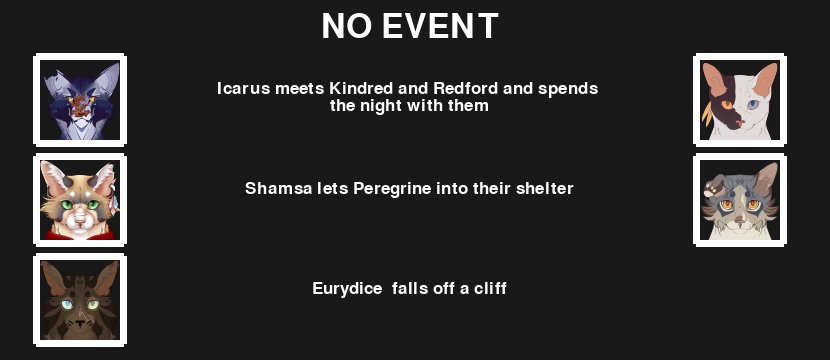 NO EVENT
Icarus meets Kindred and Redford and spends
the night with them
Shamsa lets Peregrine into their shelter
Eurydice  falls off a cliff